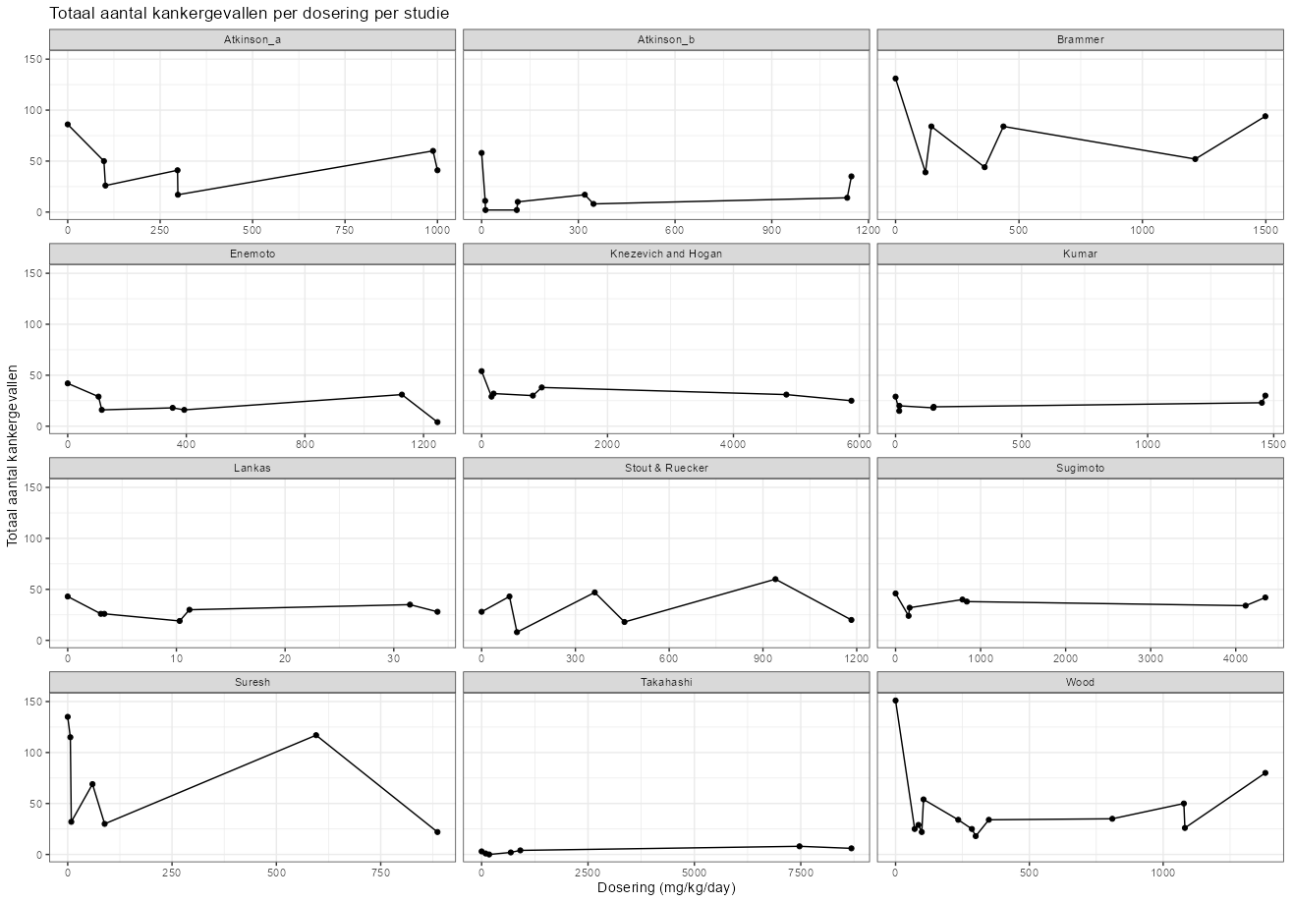 Totaal aantal kankergevallen per dosering per studie
Atkinson_a
Atkinson_b
Brammer
150
100
50
0
0 250 500 750 1000
0 300 600 900 1200
0 500 1000 1500
Enemoto
Knezevich and Hogan
Kumar
150
100
50
0
0 400 800 1200
0 2000 4000 6000
0 500 1000 1500
Totaal aantal kankergevallen
Lankas
Stout & Ruecker
Sugimoto
150
100
50
0
0 10 20 30
0 300 600 900 1200
0 1000 2000 3000 4000
Suresh
Takahashi
Wood
150
100
50
0
0 250 500 750
0 2500 5000 7500
0 500 1000
Dosering (mg/kg/day)